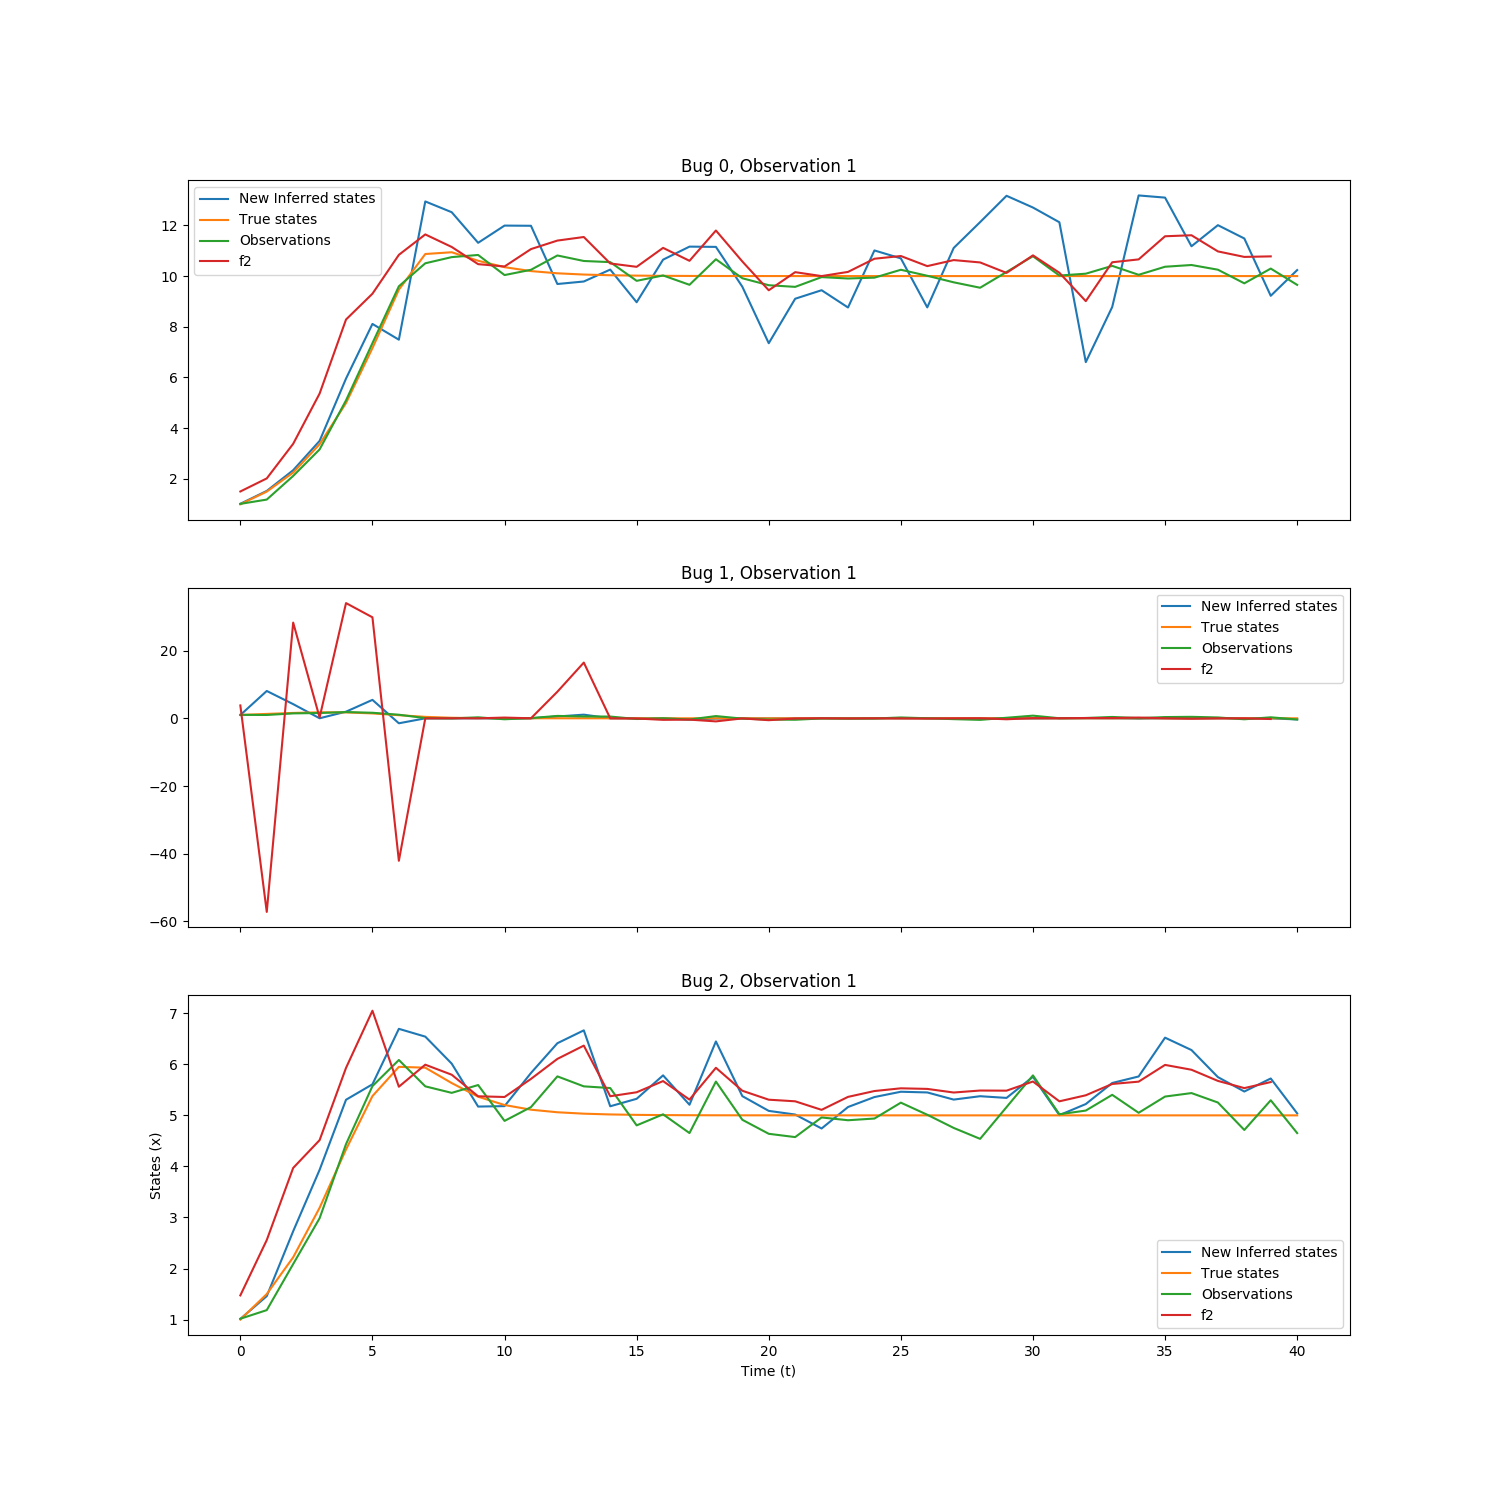 Bug 0, Observation 1
New Inferred states
True states
Observations
f2
12
10
8
6
4
2
Bug 1, Observation 1
New Inferred states
True states
Observations
f2
20
0
−20
−40
−60
Bug 2, Observation 1
7
6
5
4
3
2
1
States (x)
New Inferred states
True states
Observations
f2
0 5 10 15 20 25 30 35 40
Time (t)